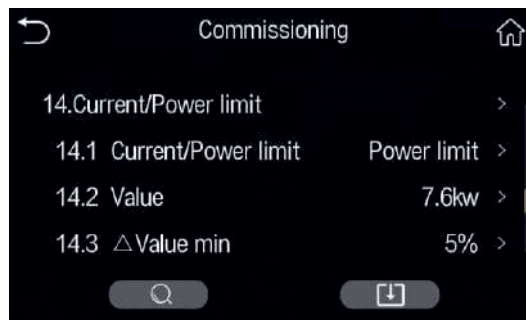 Commissioning
14.Current/Power limit >
14.1 Current/Power limit Power limit >
14.2 Value 7.6kw >
14.3 △Value min 5% >